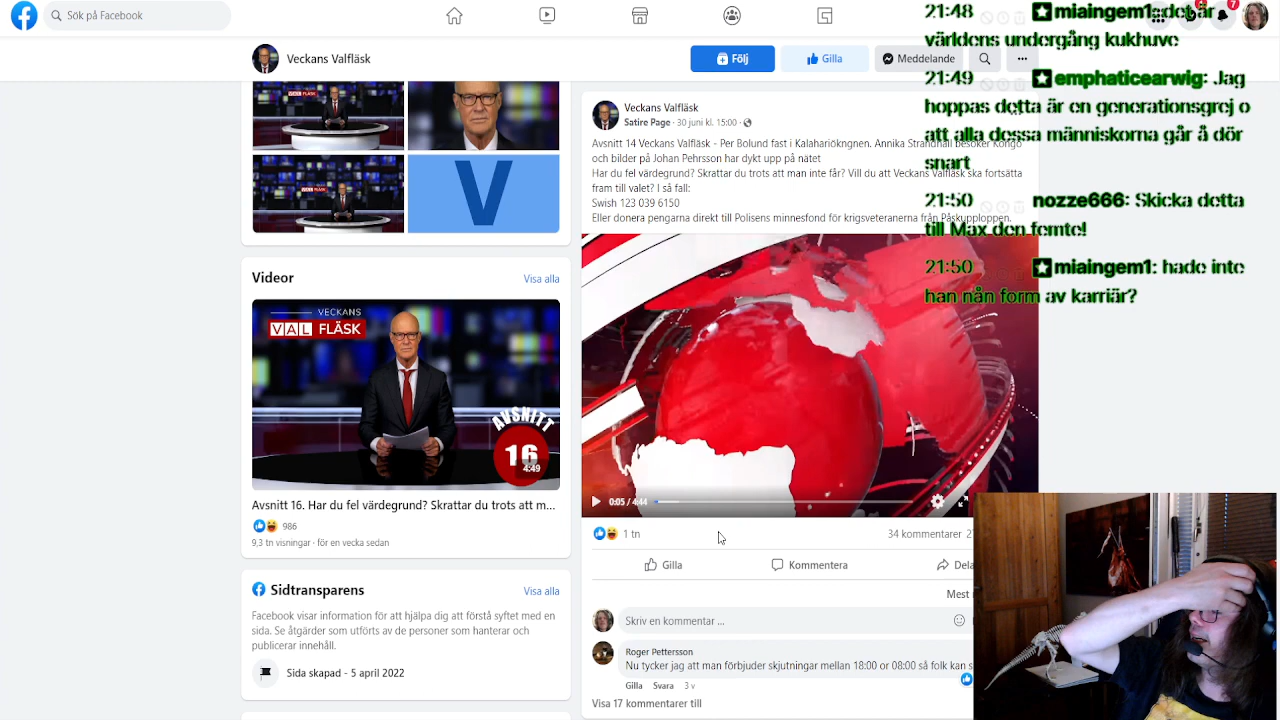 Sök på Facebook
7
Veckans Valfläsk
Följ
Gilla
Meddelande
VAL FLÄSK
V
Videor
Visa alla
VECKANS
VAL FLÄSK
AVSNITT
16
4:49
Avsnitt 16. Har du fel värdegrund? Skrattar du trots att m...
986
9,3 tn visningar · för en vecka sedan
Sidtransparens
Visa alla
Facebook visar information för att hjälpa dig att förstå syftet med en
sida. Se åtgärder som utförts av de personer som hanterar och
publicerar innehåll.
Sida skapad - 5 april 2022
Veckans Valfläsk
Satire Page · 30 juni kl. 15:00 ·
Avsnitt 14 Veckans Valfläsk - Per Bolund fast i Kalahariökngnen. Annika Strandhäll besöker Kongo
och bilder på Johan Pehrsson har dykt upp på nätet
Har du fel värdegrund? Skrattar du trots att man inte får? Vill du att Veckans Valfläsk ska fortsätta
fram till valet? I så fall:
Swish 123 039 6150
Eller donera pengarna direkt till Polisens minnesfond för krigsveteranerna från Påskupploppen.
0:05 / 4:44
1 tn
34 kommentarer
Gilla
Kommentera
Dela
Mest
Skriv en kommentar ...
Roger Pettersson
Nu tycker jag att man förbjuder skjutningar mellan 18:00 or 08:00 så folk kan s
Gilla Svara 3 v
Visa 17 kommentarer till
21:48 miaingem1: det är
världens undergång kukhuve
21:49 emphaticearwig: Jag
hoppas detta är en generationsgrej o
att alla dessa människorna går å dör
snart
21:50 nozze666: Skicka detta
till Max den femte!
21:50 miaingem1: hade inte
han nån form av karriär?